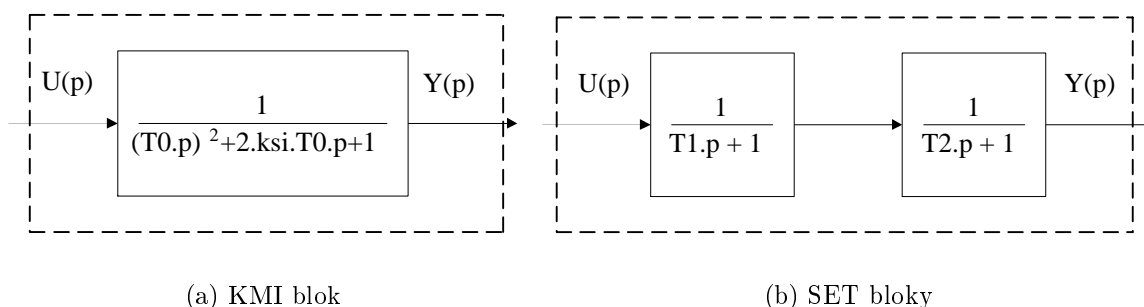 U(p)
1
(T0.p) ²+2.ksi.T0.p+1
Y(p)
(a) KMI blok
U(p)
1
T1.p + 1
1
T2.p + 1
Y(p)
(b) SET bloky